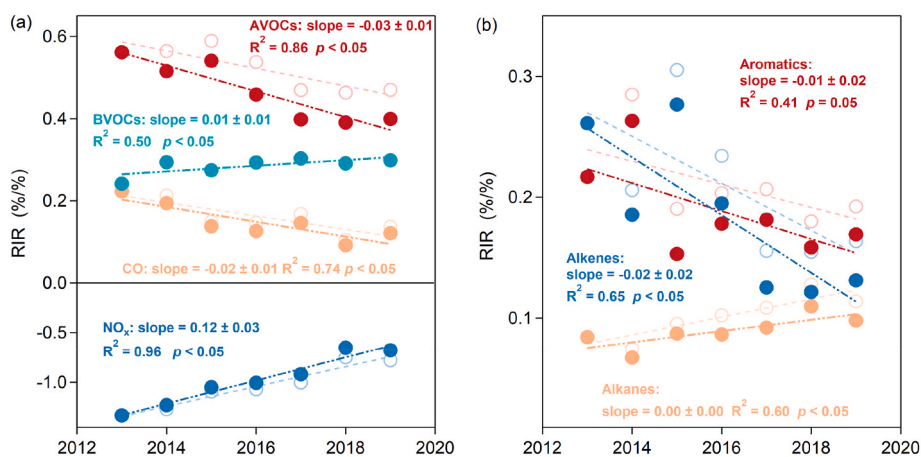 (a)
AVOCs: slope = -0.03 ± 0.01
R² = 0.86 p < 0.05
BVOCs: slope = 0.01 ± 0.01
R² = 0.50 p < 0.05
CO: slope = -0.02 ± 0.01 R² = 0.74 p < 0.05
NOₓ: slope = 0.12 ± 0.03
R² = 0.96 p < 0.05
RIR (%/%)
0.6
0.4
0.2
0.0
-0.5
-1.0
2012 2014 2016 2018 2020
(b)
Aromatics:
slope = -0.01 ± 0.02
R² = 0.41 p = 0.05
Alkenes:
slope = -0.02 ± 0.02
R² = 0.65 p < 0.05
Alkanes:
slope = 0.00 ± 0.00 R² = 0.60 p < 0.05
RIR (%/%)
0.3
0.2
0.1
2012 2014 2016 2018 2020